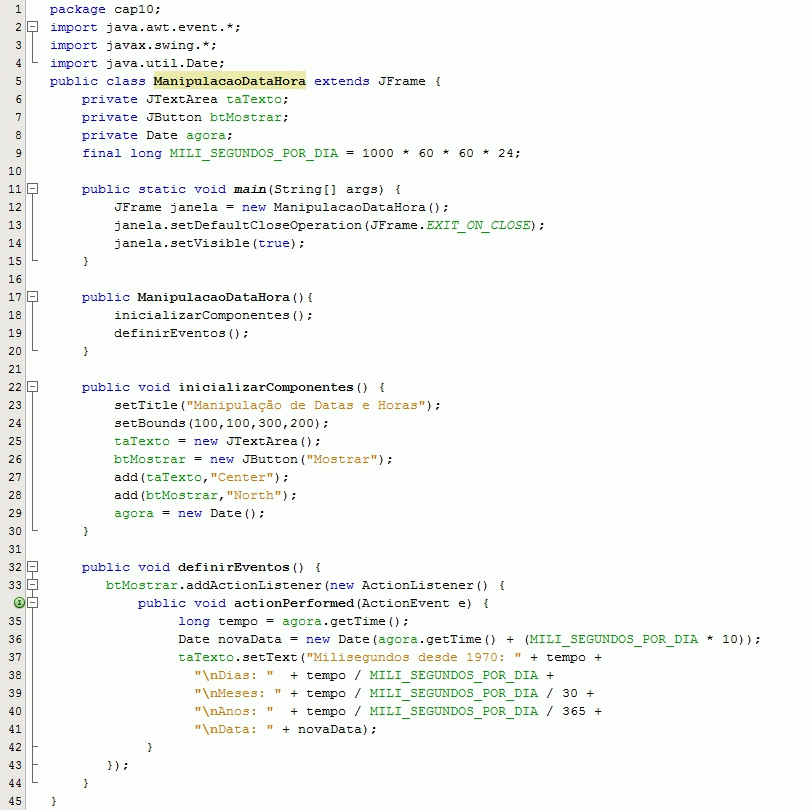 1 package cap10;
2 import java.awt.event.*;
3 import javax.swing.*;
4 import java.util.Date;
5 public class ManipulacaoDataHora extends JFrame {
6     private JTextArea taTexto;
7     private JButton btMostrar;
8     private Date agora;
9     final long MILI_SEGUNDOS_POR_DIA = 1000 * 60 * 60 * 24;
10
11     public static void main(String[] args) {
12         JFrame janela = new ManipulacaoDataHora();
13         janela.setDefaultCloseOperation(JFrame.EXIT_ON_CLOSE);
14         janela.setVisible(true);
15     }
16
17     public ManipulacaoDataHora(){
18         inicializarComponentes();
19         definirEventos();
20     }
21
22     public void inicializarComponentes() {
23         setTitle("Manipulação de Datas e Horas");
24         setBounds(100,100,300,200);
25         taTexto = new JTextArea();
26         btMostrar = new JButton("Mostrar");
27         add(taTexto,"Center");
28         add(btMostrar,"North");
29         agora = new Date();
30     }
31
32     public void definirEventos() {
33        btMostrar.addActionListener(new ActionListener() {
           public void actionPerformed(ActionEvent e) {
35                 long tempo = agora.getTime();
36                 Date novaData = new Date(agora.getTime() + (MILI_SEGUNDOS_POR_DIA * 10));
37                 taTexto.setText("Milisegundos desde 1970: " + tempo +
38                   "\nDias: "  + tempo / MILI_SEGUNDOS_POR_DIA +
39                   "\nMeses: " + tempo / MILI_SEGUNDOS_POR_DIA / 30 +
40                   "\nAnos: "  + tempo / MILI_SEGUNDOS_POR_DIA / 365 +
41                   "\nData: " + novaData);
42             }
43        });
44     }
45 }